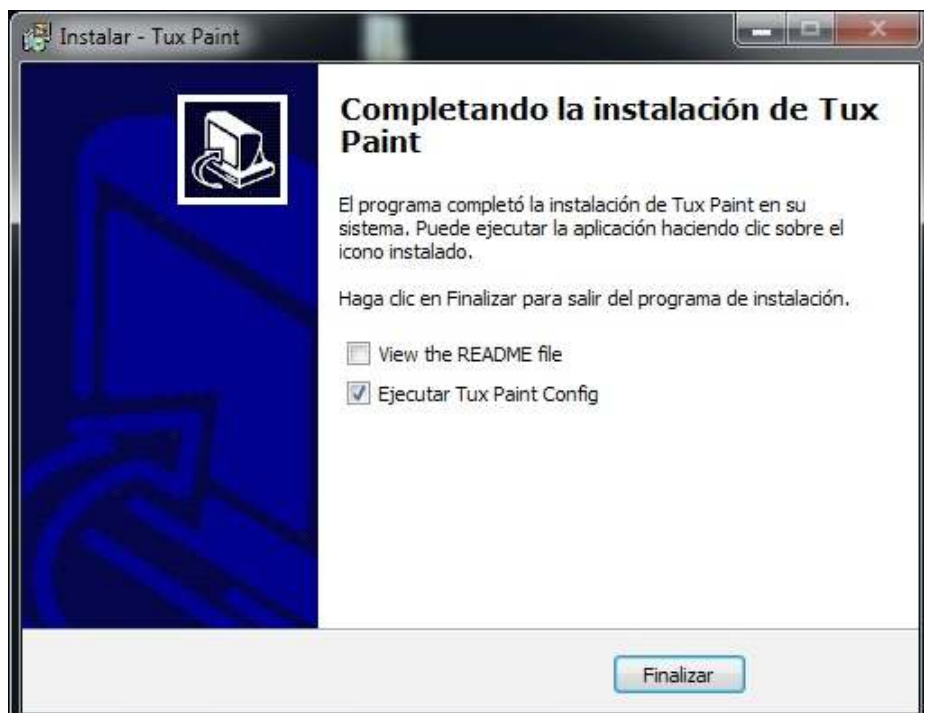 Instalar - Tux Paint
Completando la instalación de Tux
Paint
El programa completó la instalación de Tux Paint en su
sistema. Puede ejecutar la aplicación haciendo clic sobre el
icono instalado.
Haga clic en Finalizar para salir del programa de instalación.
View the README file
Ejecutar Tux Paint Config
Finalizar